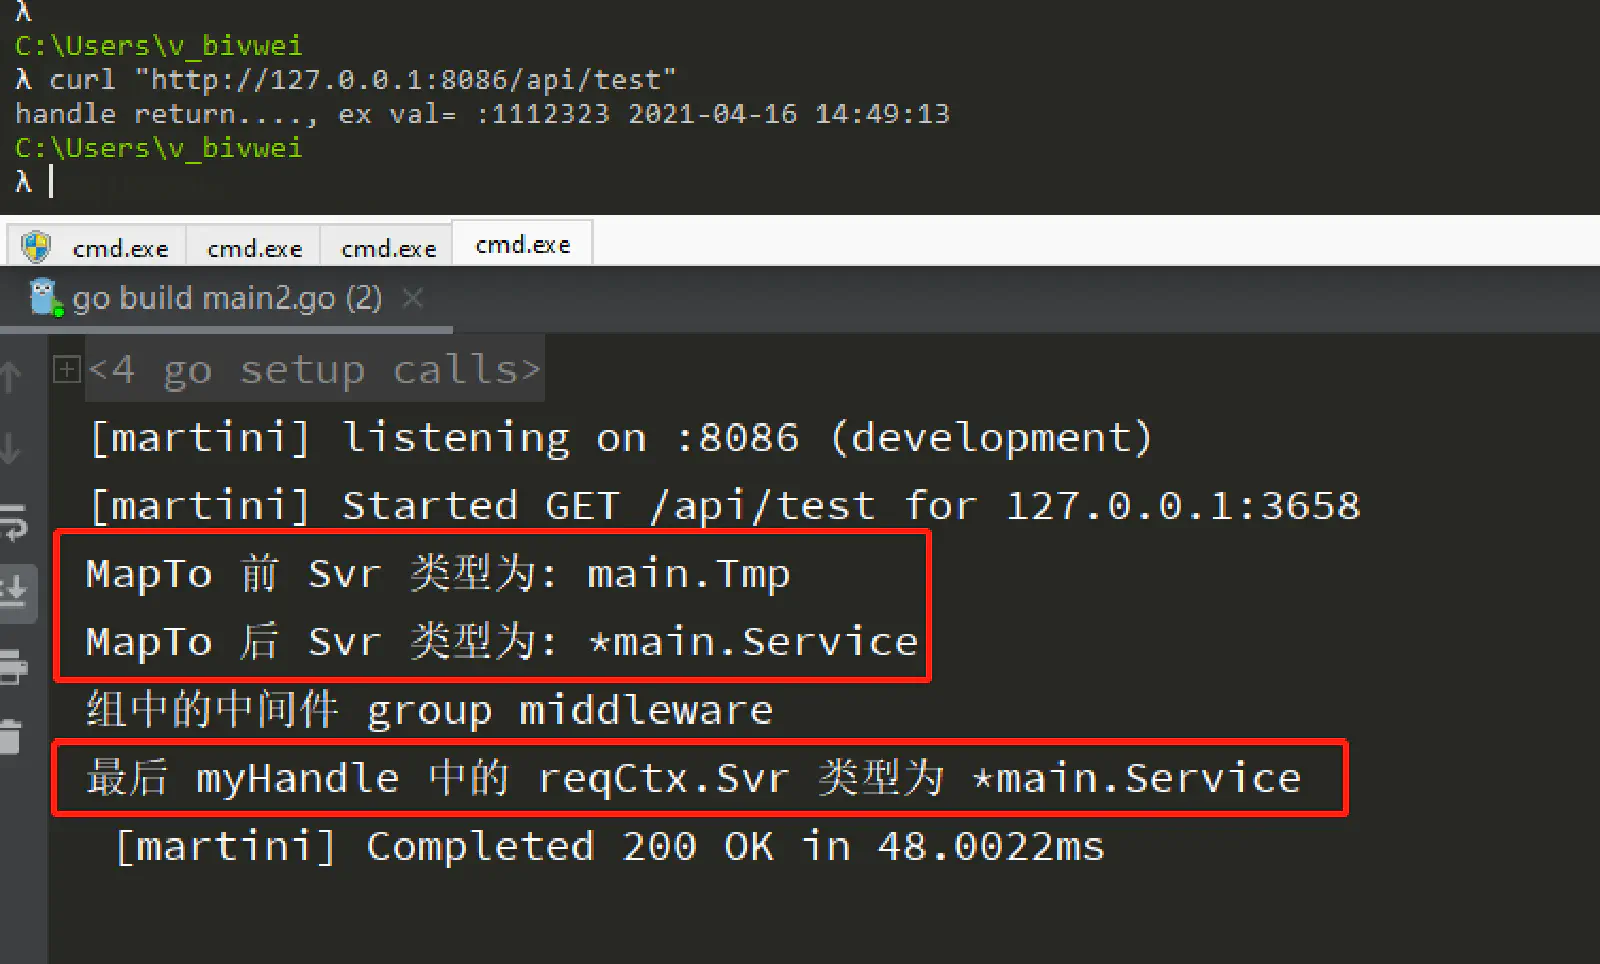 λ
C:\Users\v_bivwei
λ curl "http://127.0.0.1:8086/api/test"
handle return...., ex val= :1112323 2021-04-16 14:49:13
C:\Users\v_bivwei
λ
cmd.exe cmd.exe cmd.exe cmd.exe
go build main2.go (2)
<4 go setup calls>
[martini] listening on :8086 (development)
[martini] Started GET /api/test for 127.0.0.1:3658
MapTo 前 Svr 类型为: main.Tmp
MapTo 后 Svr 类型为: *main.Service
组中的中间件 group middleware
最后 myHandle 中的 reqCtx.Svr 类型为 *main.Service
[martini] Completed 200 OK in 48.0022ms